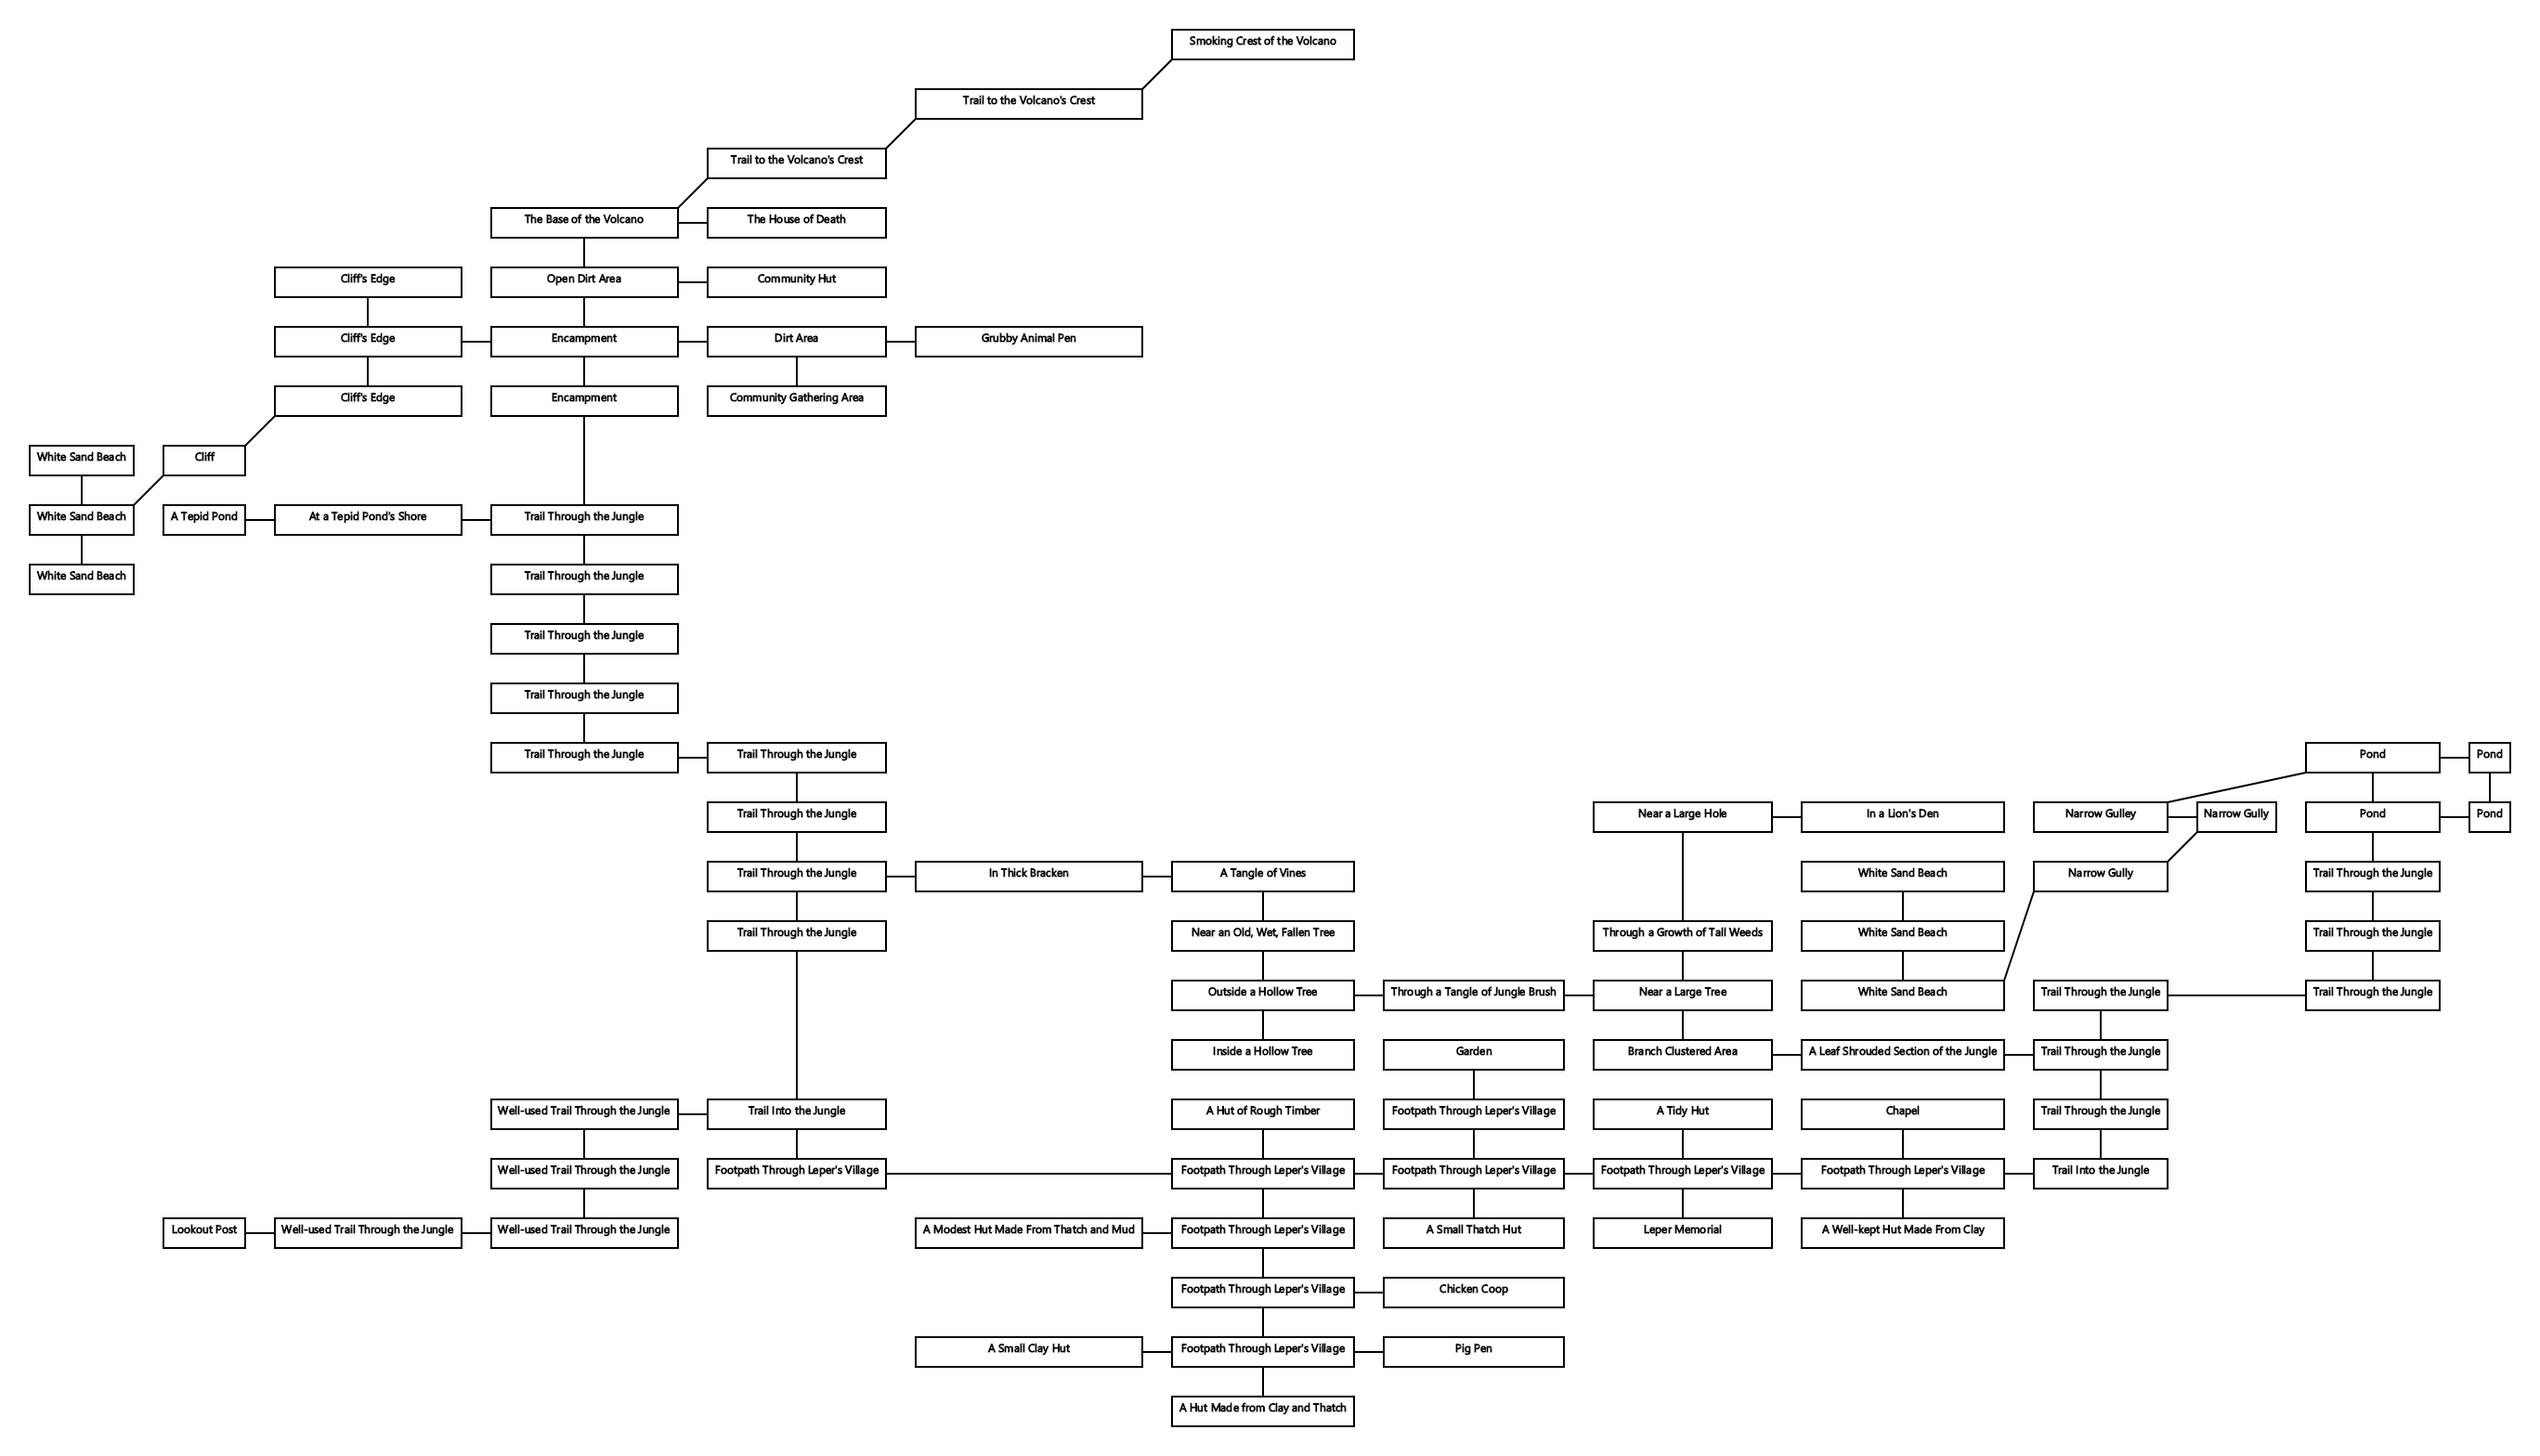 Smoking Crest of the Volcano
Trail to the Volcano's Crest
Trail to the Volcano's Crest
The Base of the Volcano
The House of Death
Cliff's Edge
Open Dirt Area
Community Hut
Cliff's Edge
Encampment
Dirt Area
Grubby Animal Pen
Cliff's Edge
Encampment
Community Gathering Area
White Sand Beach
Cliff
White Sand Beach
A Tepid Pond
At a Tepid Pond's Shore
Trail Through the Jungle
White Sand Beach
Trail Through the Jungle
Trail Through the Jungle
Trail Through the Jungle
Trail Through the Jungle
Trail Through the Jungle
Pond
Pond
Trail Through the Jungle
Near a Large Hole
In a Lion's Den
Narrow Gulley
Narrow Gully
Pond
Pond
Trail Through the Jungle
In Thick Bracken
A Tangle of Vines
White Sand Beach
Narrow Gully
Trail Through the Jungle
Trail Through the Jungle
Near an Old, Wet, Fallen Tree
Through a Growth of Tall Weeds
White Sand Beach
Trail Through the Jungle
Outside a Hollow Tree
Through a Tangle of Jungle Brush
Near a Large Tree
White Sand Beach
Trail Through the Jungle
Trail Through the Jungle
Inside a Hollow Tree
Garden
Branch Clustered Area
A Leaf Shrouded Section of the Jungle
Trail Through the Jungle
Well-used Trail Through the Jungle
Trail Into the Jungle
A Hut of Rough Timber
Footpath Through Leper's Village
A Tidy Hut
Chapel
Trail Through the Jungle
Well-used Trail Through the Jungle
Footpath Through Leper's Village
Footpath Through Leper's Village
Footpath Through Leper's Village
Footpath Through Leper's Village
Footpath Through Leper's Village
Trail Into the Jungle
Lookout Post
Well-used Trail Through the Jungle
Well-used Trail Through the Jungle
A Modest Hut Made From Thatch and Mud
Footpath Through Leper's Village
A Small Thatch Hut
Leper Memorial
A Well-kept Hut Made From Clay
Footpath Through Leper's Village
Chicken Coop
A Small Clay Hut
Footpath Through Leper's Village
Pig Pen
A Hut Made from Clay and Thatch